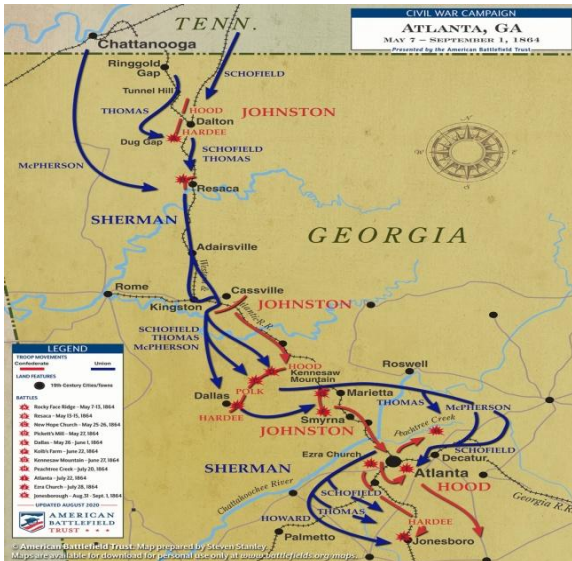 CIVIL WAR CAMPAIGN
ATLANTA, GA
MAY 7 – SEPTEMBER 1, 1864
Presented by the American Battlefield Trust
TENN.
Chattanooga
Ringgold
Gap
Tunnel Hill
SCHOFIELD
THOMAS
HOOD
JOHNSTON
Dalton
HARDEE
Dug Gap
SCHOFIELD
THOMAS
McPHERSON
Resaca
N
E
S
W
SHERMAN
GEORGIA
Adairsville
Rome
Kingston
Cassville
JOHNSTON
Western &
Atlantic R.R.
SCHOFIELD
THOMAS
McPHERSON
HOOD
Kennesaw
Mountain
POLK
Dallas
HARDEE
Marietta
Roswell
THOMAS
McPHERSON
Smyrna
JOHNSTON
Peachtree Creek
SCHOFIELD
Ezra Church
Decatur
Atlanta
SHERMAN
HOOD
Georgia R.R.
Chattahoochee River
SCHOFIELD
THOMAS
HOWARD
HARDEE
Palmetto
Jonesboro
LEGEND
TROOP MOVEMENTS
Confederate
Union
LAND FEATURES
19th-Century Cities/Towns
BATTLES
Rocky Face Ridge - May 7-13, 1864
Resaca - May 13-15, 1864
New Hope Church - May 25-26, 1864
Pickett's Mill - May 27, 1864
Dallas - May 26 - June 1, 1864
Kolb's Farm - June 22, 1864
Kennesaw Mountain - June 27, 1864
Peachtree Creek - July 20, 1864
Atlanta - July 22, 1864
Ezra Church - July 28, 1864
Jonesborough - Aug. 31 - Sept. 1, 1864
UPDATED AUGUST 2020
AMERICAN
BATTLEFIELD
TRUST
© American Battlefield Trust. Map prepared by Steven Stanley.
Maps are available for download for personal use only at www.battlefields.org/maps.